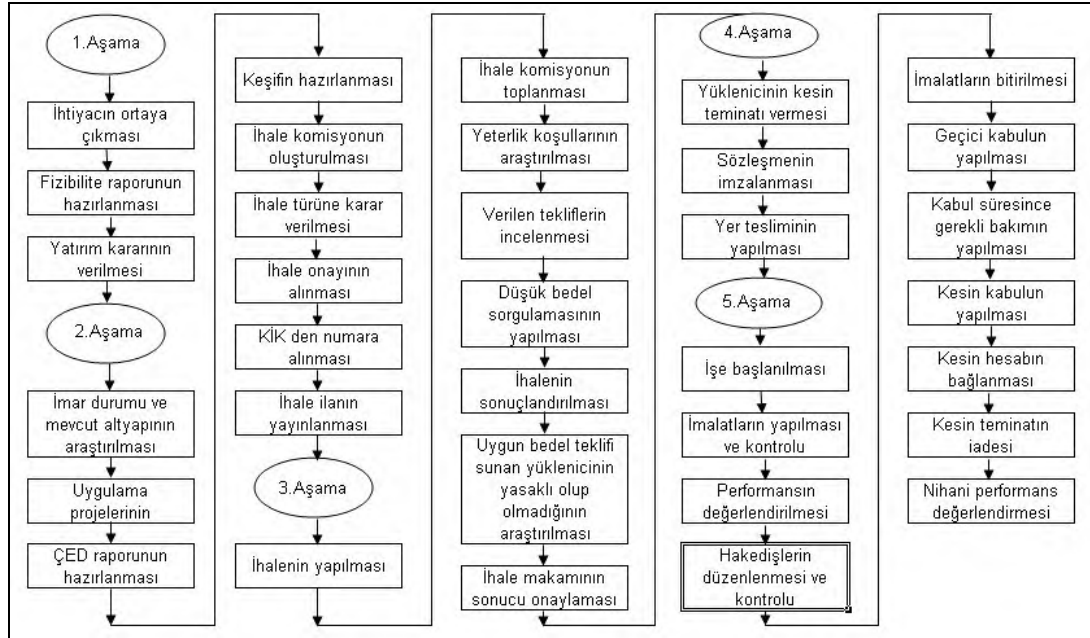 1.Aşama
İhtiyacın ortaya
çıkması
Fizibilite raporunun
hazırlanması
Yatırım kararının
verilmesi
2.Aşama
İmar durumu ve
mevcut altyapının
araştırılması
Uygulama
projelerinin
ÇED raporunun
hazırlanması
Keşifin hazırlanması
İhale komisyonun
oluşturulması
İhale türüne karar
verilmesi
İhale onayının
alınması
KİK den numara
alınması
İhale ilanın
yayınlanması
3.Aşama
İhalenin yapılması
İhale komisyonun
toplanması
Yeterlik koşullarının
araştırılması
Verilen tekliflerin
incelenmesi
Düşük bedel
sorgulamasının
yapılması
İhalenin
sonuçlandırılması
Uygun bedel teklifi
sunan yüklenicinin
yasaklı olup
olmadığının
araştırılması
İhale makamının
sonucu onaylaması
4.Aşama
Yüklenicinin kesin
teminatı vermesi
Sözleşmenin
imzalanması
Yer tesliminin
yapılması
5.Aşama
İşe başlanılması
İmalatların yapılması
ve kontrolu
Performansın
değerlendirilmesi
Hakedişlerin
düzenlenmesi ve
kontrolu
İmalatların bitirilmesi
Geçici kabulun
yapılması
Kabul süresince
gerekli bakımın
yapılması
Kesin kabulun
yapılması
Kesin hesabın
bağlanması
Kesin teminatın
iadesi
Nihani performans
değerlendirmesi